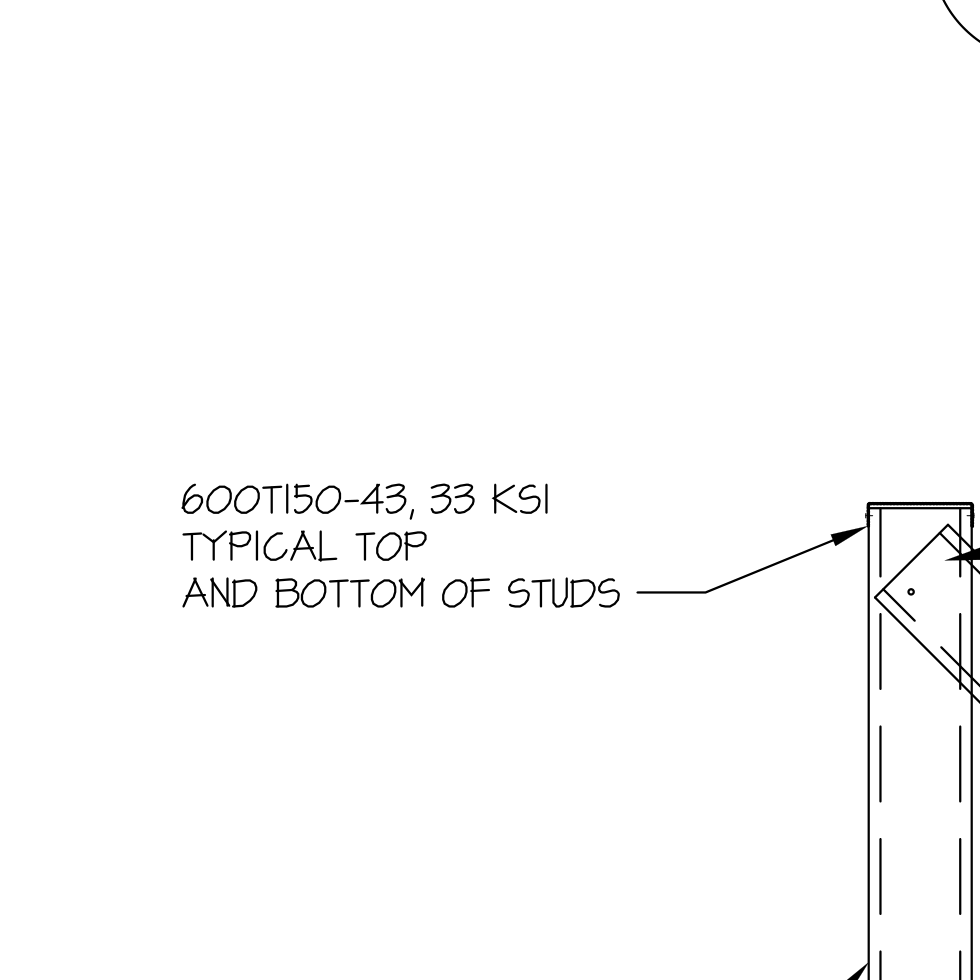 600T150-43, 33 KSI
TYPICAL TOP
AND BOTTOM OF STUDS